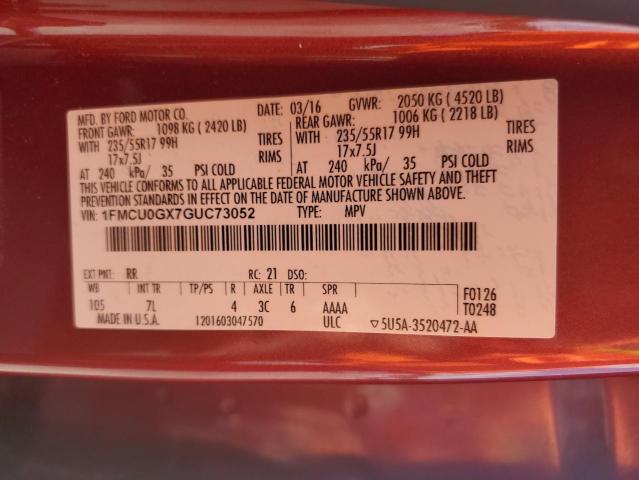 MFD. BY FORD MOTOR CO. DATE: 03/16 GVWR: 2050 KG ( 4520 LB)
FRONT GAWR: 1098 KG ( 2420 LB) REAR GAWR: 1006 KG ( 2218 LB)
WITH 235/55R17 99H TIRES WITH 235/55R17 99H TIRES
17x7.5J RIMS 17x7.5J RIMS
AT 240 kPa/ 35 PSI COLD AT 240 kPa/ 35 PSI COLD
THIS VEHICLE CONFORMS TO ALL APPLICABLE FEDERAL MOTOR VEHICLE SAFETY AND THEFT
PREVENTION STANDARDS IN EFFECT ON THE DATE OF MANUFACTURE SHOWN ABOVE.
VIN: 1FMCU0GX7GUC73052 TYPE: MPV
EXT PNT: RR RC: 21 DSO:
WB INT TR TP/PS R AXLE TR SPR F0126
105 7L 4 3C 6 AAAA T0248
MADE IN U.S.A. 1201603047570 ULC ▽5U5A-3520472-AA